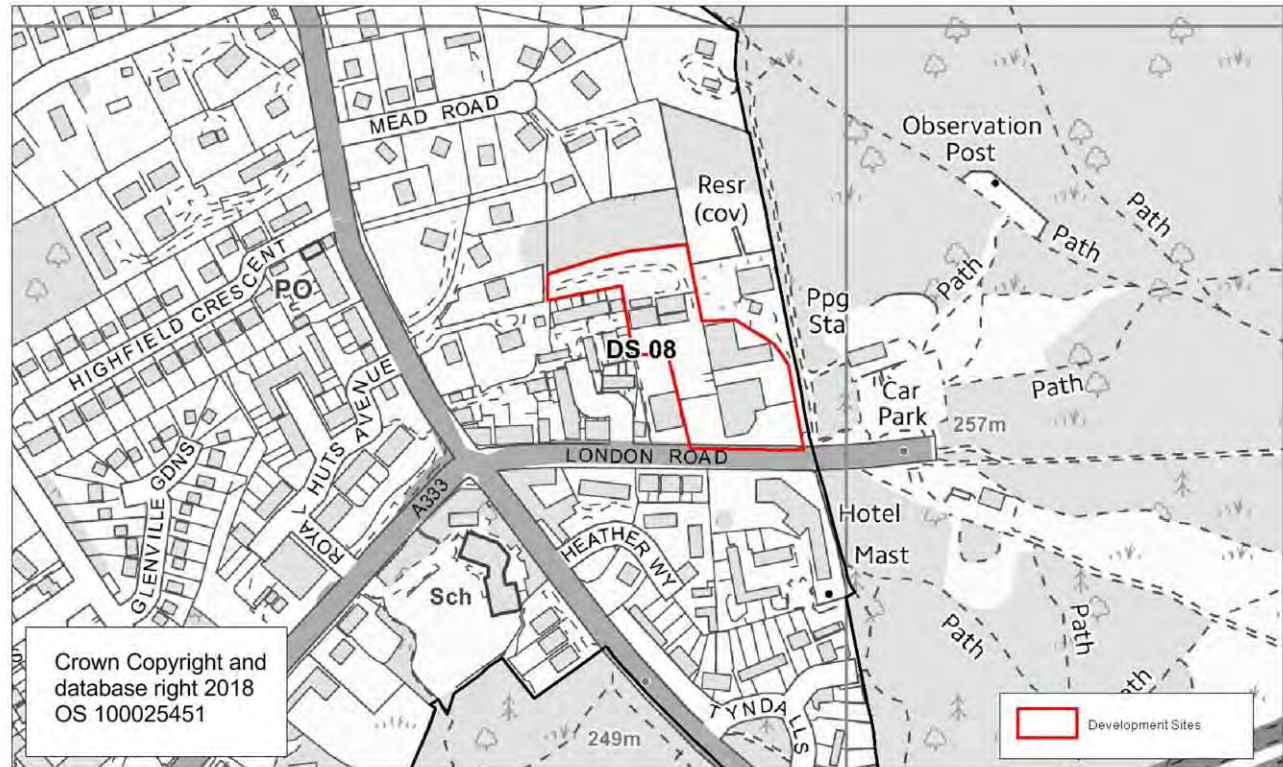 MEAD ROAD
Observation
Post
Resr
(cov)
Path
Path
Path
HIGHFIELD CRESCENT
PO
Ppg
Sta
DS 08
ROYAL HUTS AVENUE
GLENVILLE GDNS
Car
Park
Path
257m
LONDON ROAD
A333
HEATHER WY
Hotel
Mast
Sch
Path
Path
Path
TYNDALLS
249m
Crown Copyright and
database right 2018
OS 100025451
Development Sites